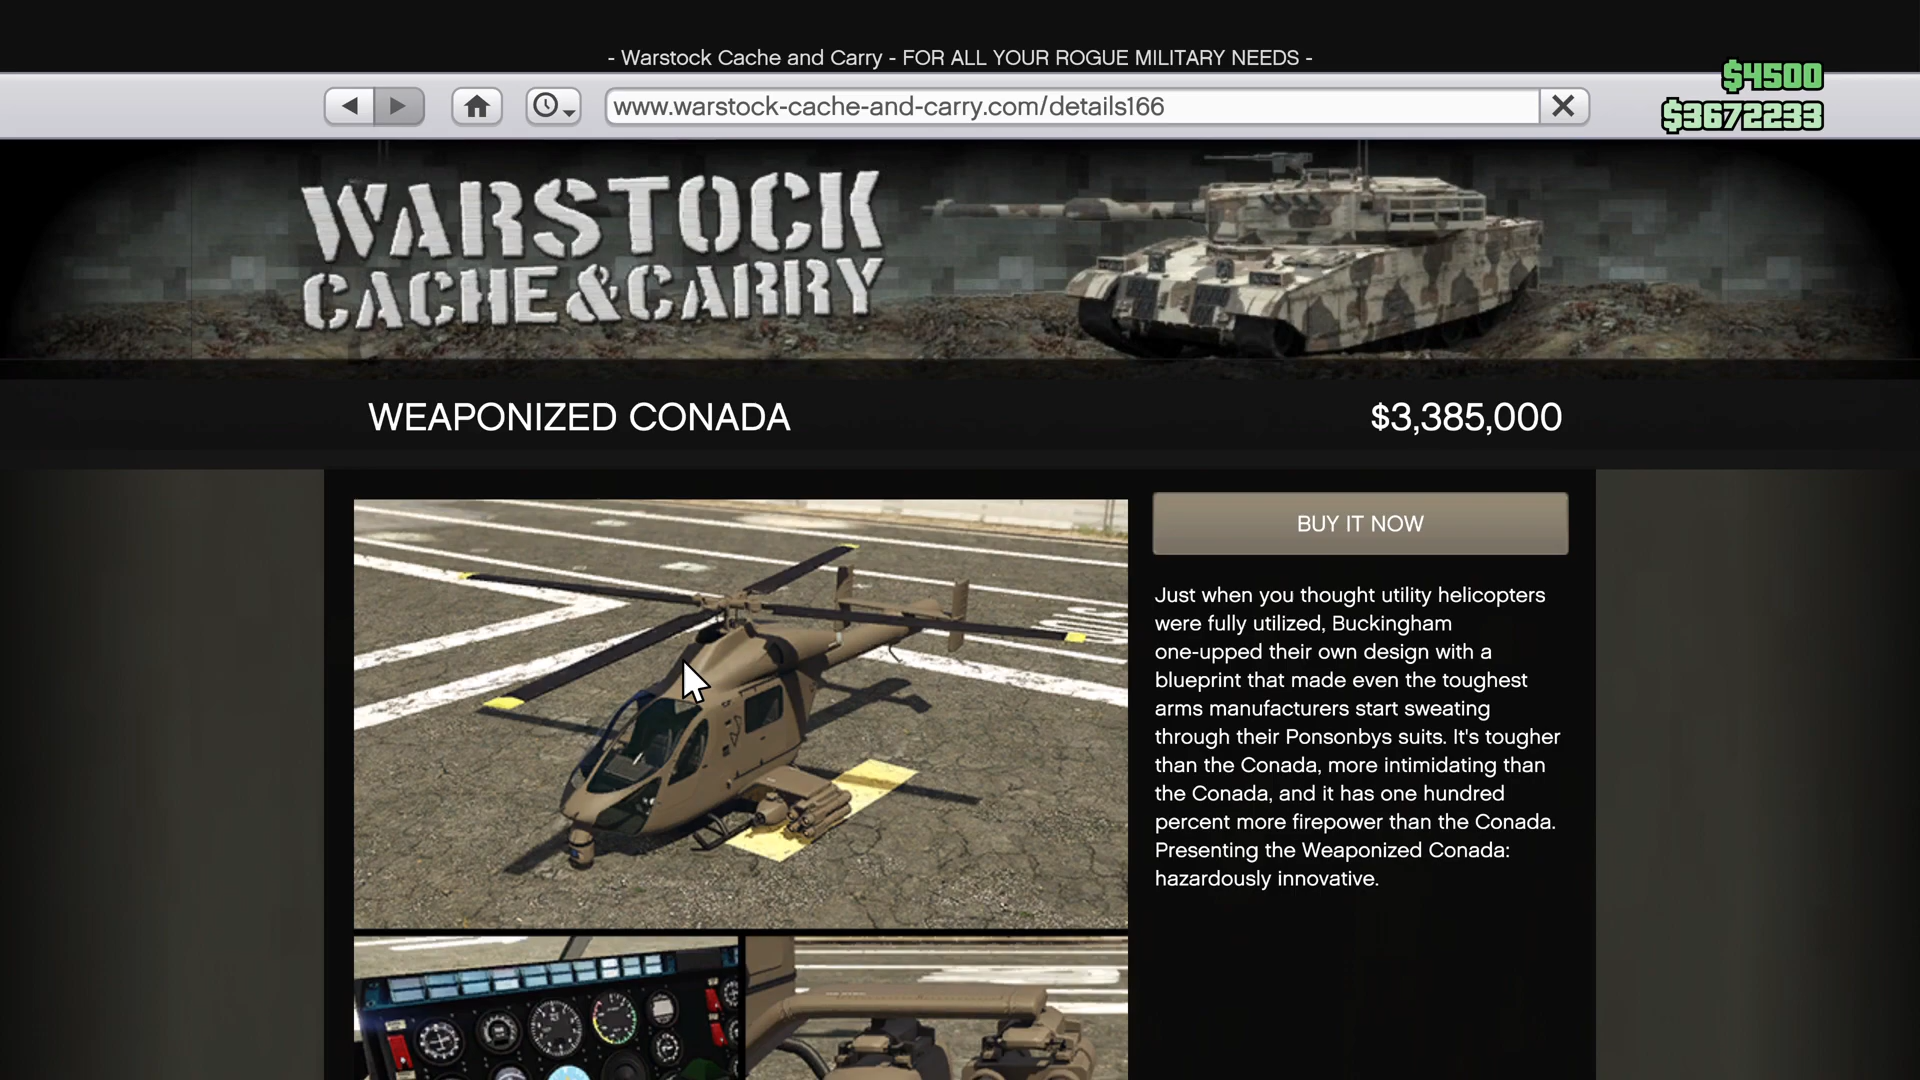 - Warstock Cache and Carry - FOR ALL YOUR ROGUE MILITARY NEEDS -
$4500
www.warstock-cache-and-carry.com/details166
$3672233
WARSTOCK
CACHE & CARRY
WEAPONIZED CONADA
$3,385,000
BUY IT NOW
Just when you thought utility helicopters
were fully utilized, Buckingham
one-upped their own design with a
blueprint that made even the toughest
arms manufacturers start sweating
through their Ponsonbys suits. It's tougher
than the Conada, more intimidating than
the Conada, and it has one hundred
percent more firepower than the Conada.
Presenting the Weaponized Conada:
hazardously innovative.